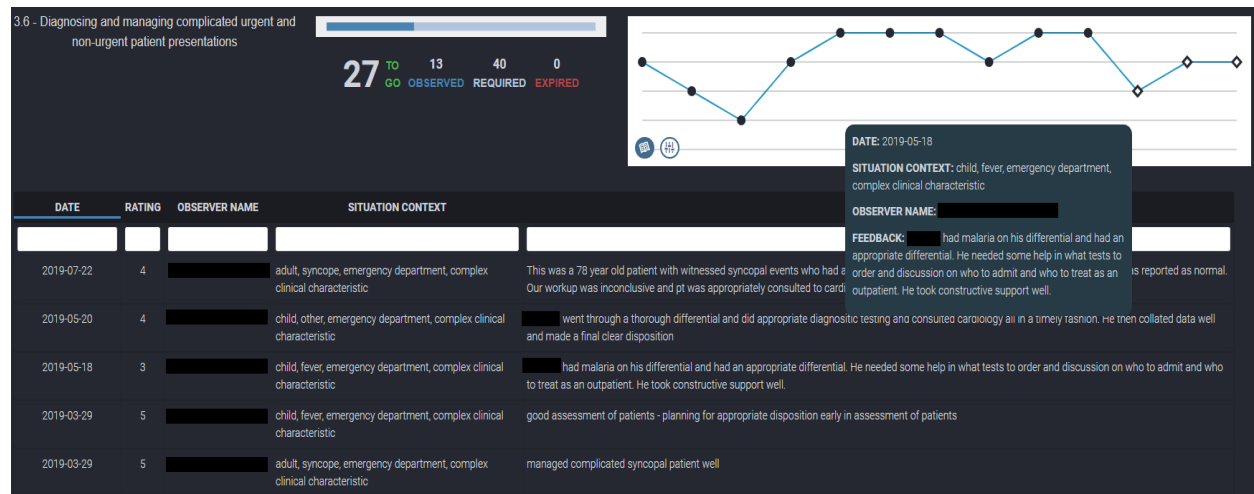 3.6 - Diagnosing and managing complicated urgent and
non-urgent patient presentations
27 TO GO 13 OBSERVED 40 REQUIRED 0 EXPIRED
DATE: 2019-05-18
SITUATION CONTEXT: child, fever, emergency department,
complex clinical characteristic
OBSERVER NAME:
FEEDBACK: had malaria on his differential and had an
appropriate differential. He needed some help in what tests to
order and discussion on who to admit and who to treat as an
outpatient. He took constructive support well.
DATE RATING OBSERVER NAME SITUATION CONTEXT
2019-07-22 4 adult, syncope, emergency department, complex
clinical characteristic
This was a 78 year old patient with witnessed syncopal events who had a s reported as normal.
Our workup was inconclusive and pt was appropriately consulted to cardi
2019-05-20 4 child, other, emergency department, complex clinical
characteristic
went through a thorough differential and did appropriate diagnositic testing and consulted cardiology all in a timely fashion. He then collated data well
and made a final clear disposition
2019-05-18 3 child, fever, emergency department, complex clinical
characteristic
had malaria on his differential and had an appropriate differential. He needed some help in what tests to order and discussion on who to admit and who
to treat as an outpatient. He took constructive support well.
2019-03-29 5 child, fever, emergency department, complex clinical
characteristic
good assessment of patients - planning for appropriate disposition early in assessment of patients
2019-03-29 5 adult, syncope, emergency department, complex
clinical characteristic
managed complicated syncopal patient well